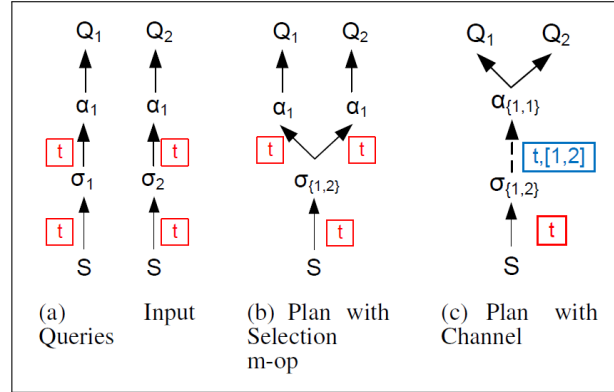 Q1 Q2 Q1 Q2 Q1 Q2
α1 α1 α1 α1 α{1,1}
t t t t t,[1,2]
σ1 σ2 σ{1,2} σ{1,2}
t t t t
S S S S
(a) Input
Queries
(b) Plan with
Selection
m-op
(c) Plan with
Channel